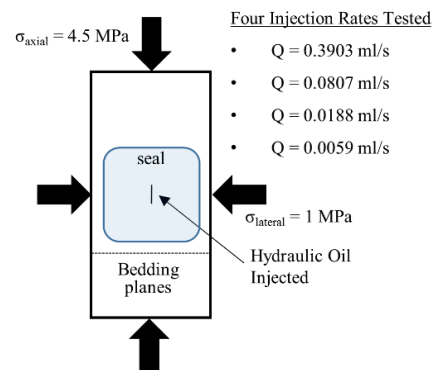 σaxial = 4.5 MPa
Four Injection Rates Tested
• Q = 0.3903 ml/s
• Q = 0.0807 ml/s
• Q = 0.0188 ml/s
• Q = 0.0059 ml/s
seal
σlateral = 1 MPa
Hydraulic Oil
Injected
Bedding
planes